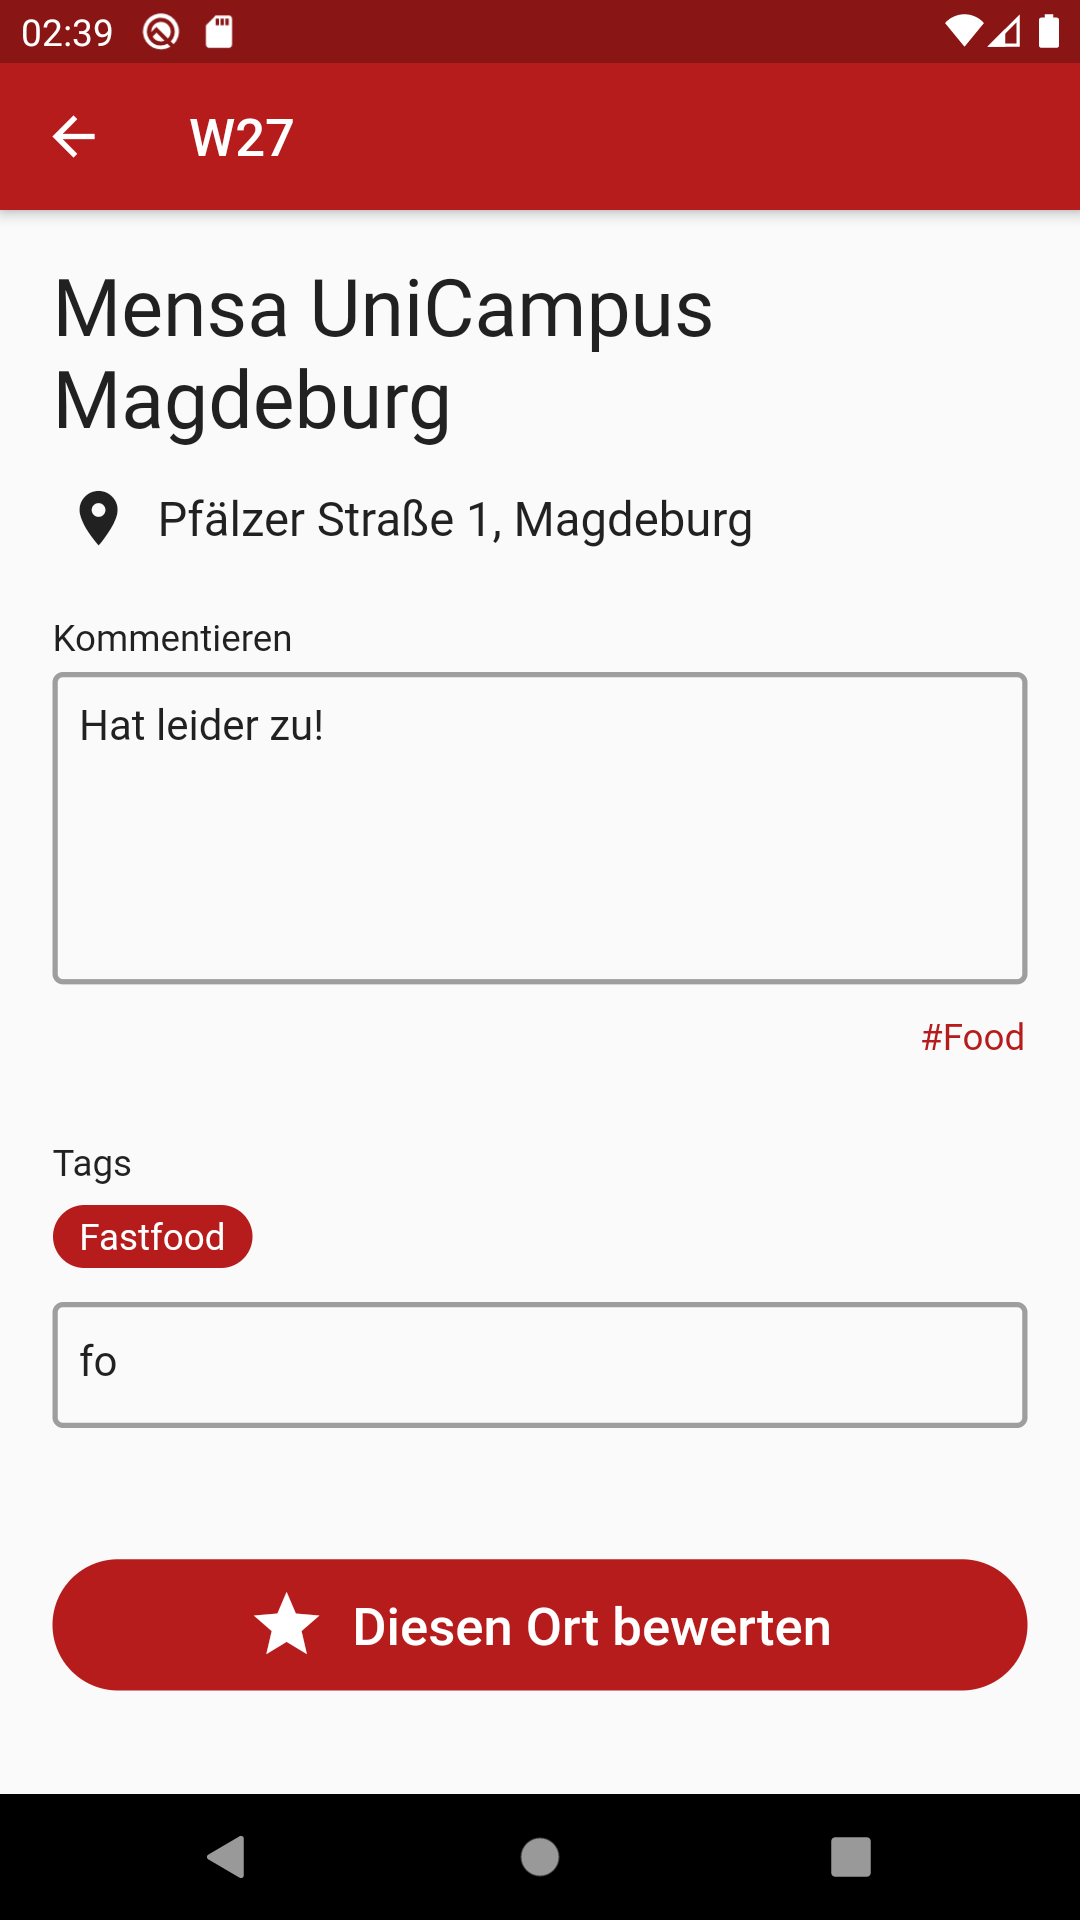 02:39
W27
Mensa UniCampus
Magdeburg
Pfälzer Straße 1, Magdeburg
Kommentieren
Hat leider zu!
#Food
Tags
Fastfood
fo
Diesen Ort bewerten